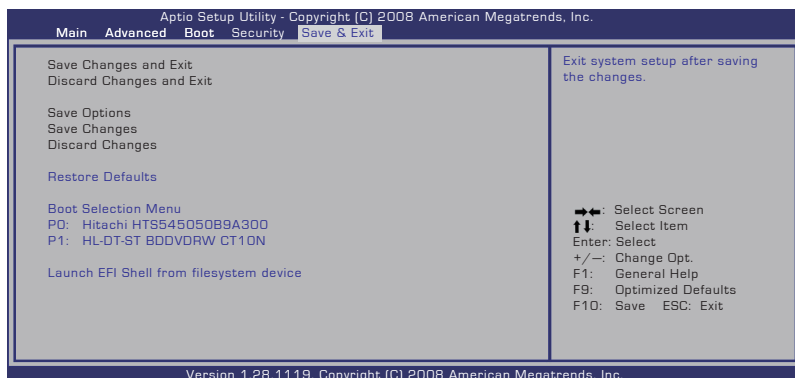 Aptio Setup Utility - Copyright (C) 2008 American Megatrends, Inc.
Main Advanced Boot Security Save & Exit
Save Changes and Exit
Discard Changes and Exit
Save Options
Save Changes
Discard Changes
Restore Defaults
Boot Selection Menu
P0: Hitachi HTS545050B9A300
P1: HL-DT-ST BDDVDRW CT10N
Launch EFI Shell from filesystem device
Exit system setup after saving
the changes.
→←: Select Screen
↑↓: Select Item
Enter: Select
+/—: Change Opt.
F1: General Help
F9: Optimized Defaults
F10: Save ESC: Exit
Version 1.28.1119. Copyright (C) 2008 American Megatrends, Inc.